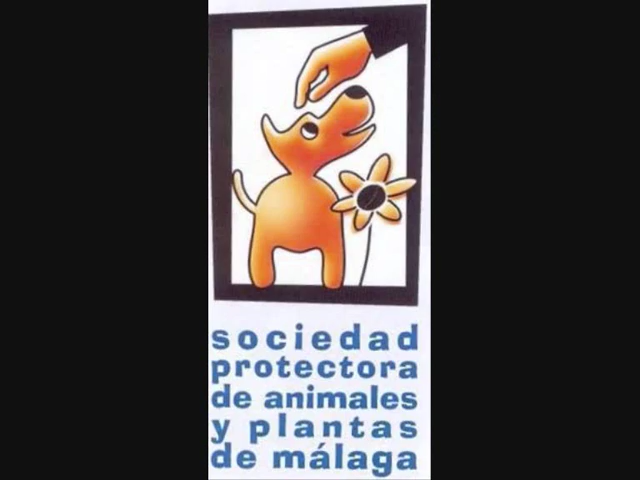 sociedad
protectora
de animales
y plantas
de málaga